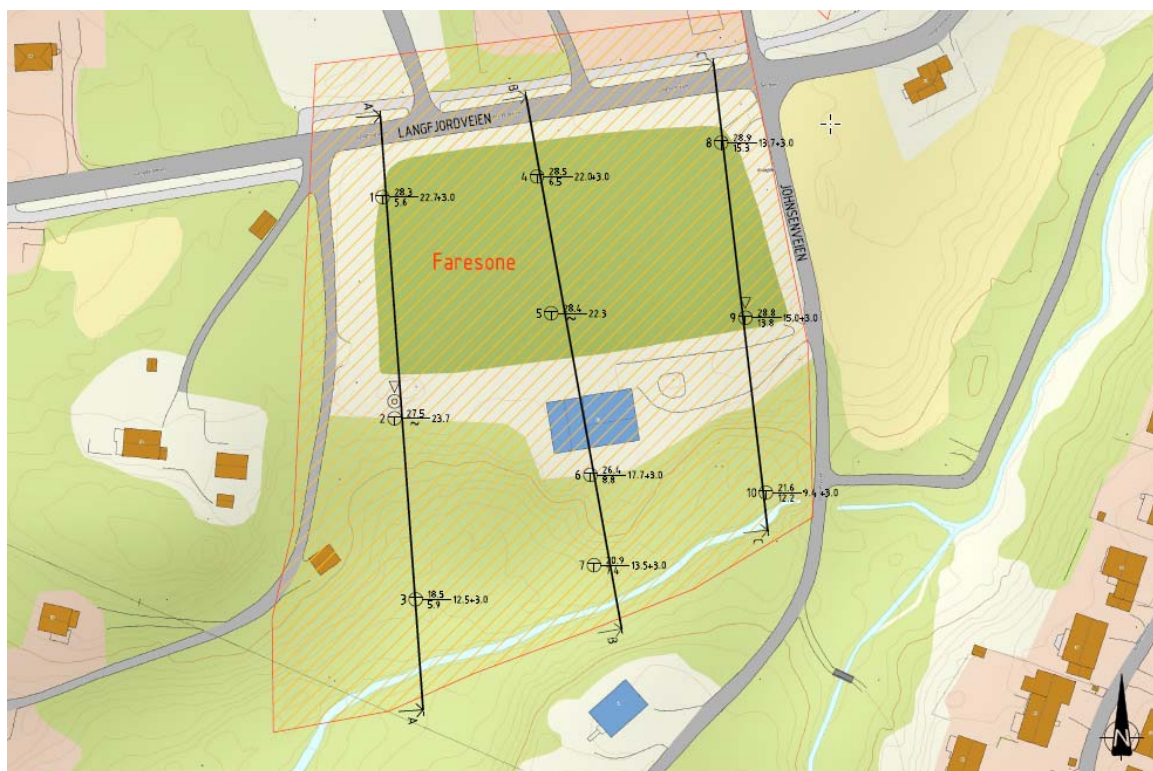 A
B
C
LANGFJORDVEIEN
8 28.9 13.7+3.0
15.3
4 28.5 22.0+3.0
6.5
1 28.3 22.7+3.0
5.6
JOHNSENVEIEN
Faresone
5 28.4 22.3
~
9 28.8 15.0+3.0
13.8
2 27.5 23.7
~
6 26.4 17.7+3.0
8.8
10 21.6 9.4+3.0
12.2
C
7 20.9 13.5+3.0
7.4
3 18.5 12.5+3.0
5.9
B
A
N